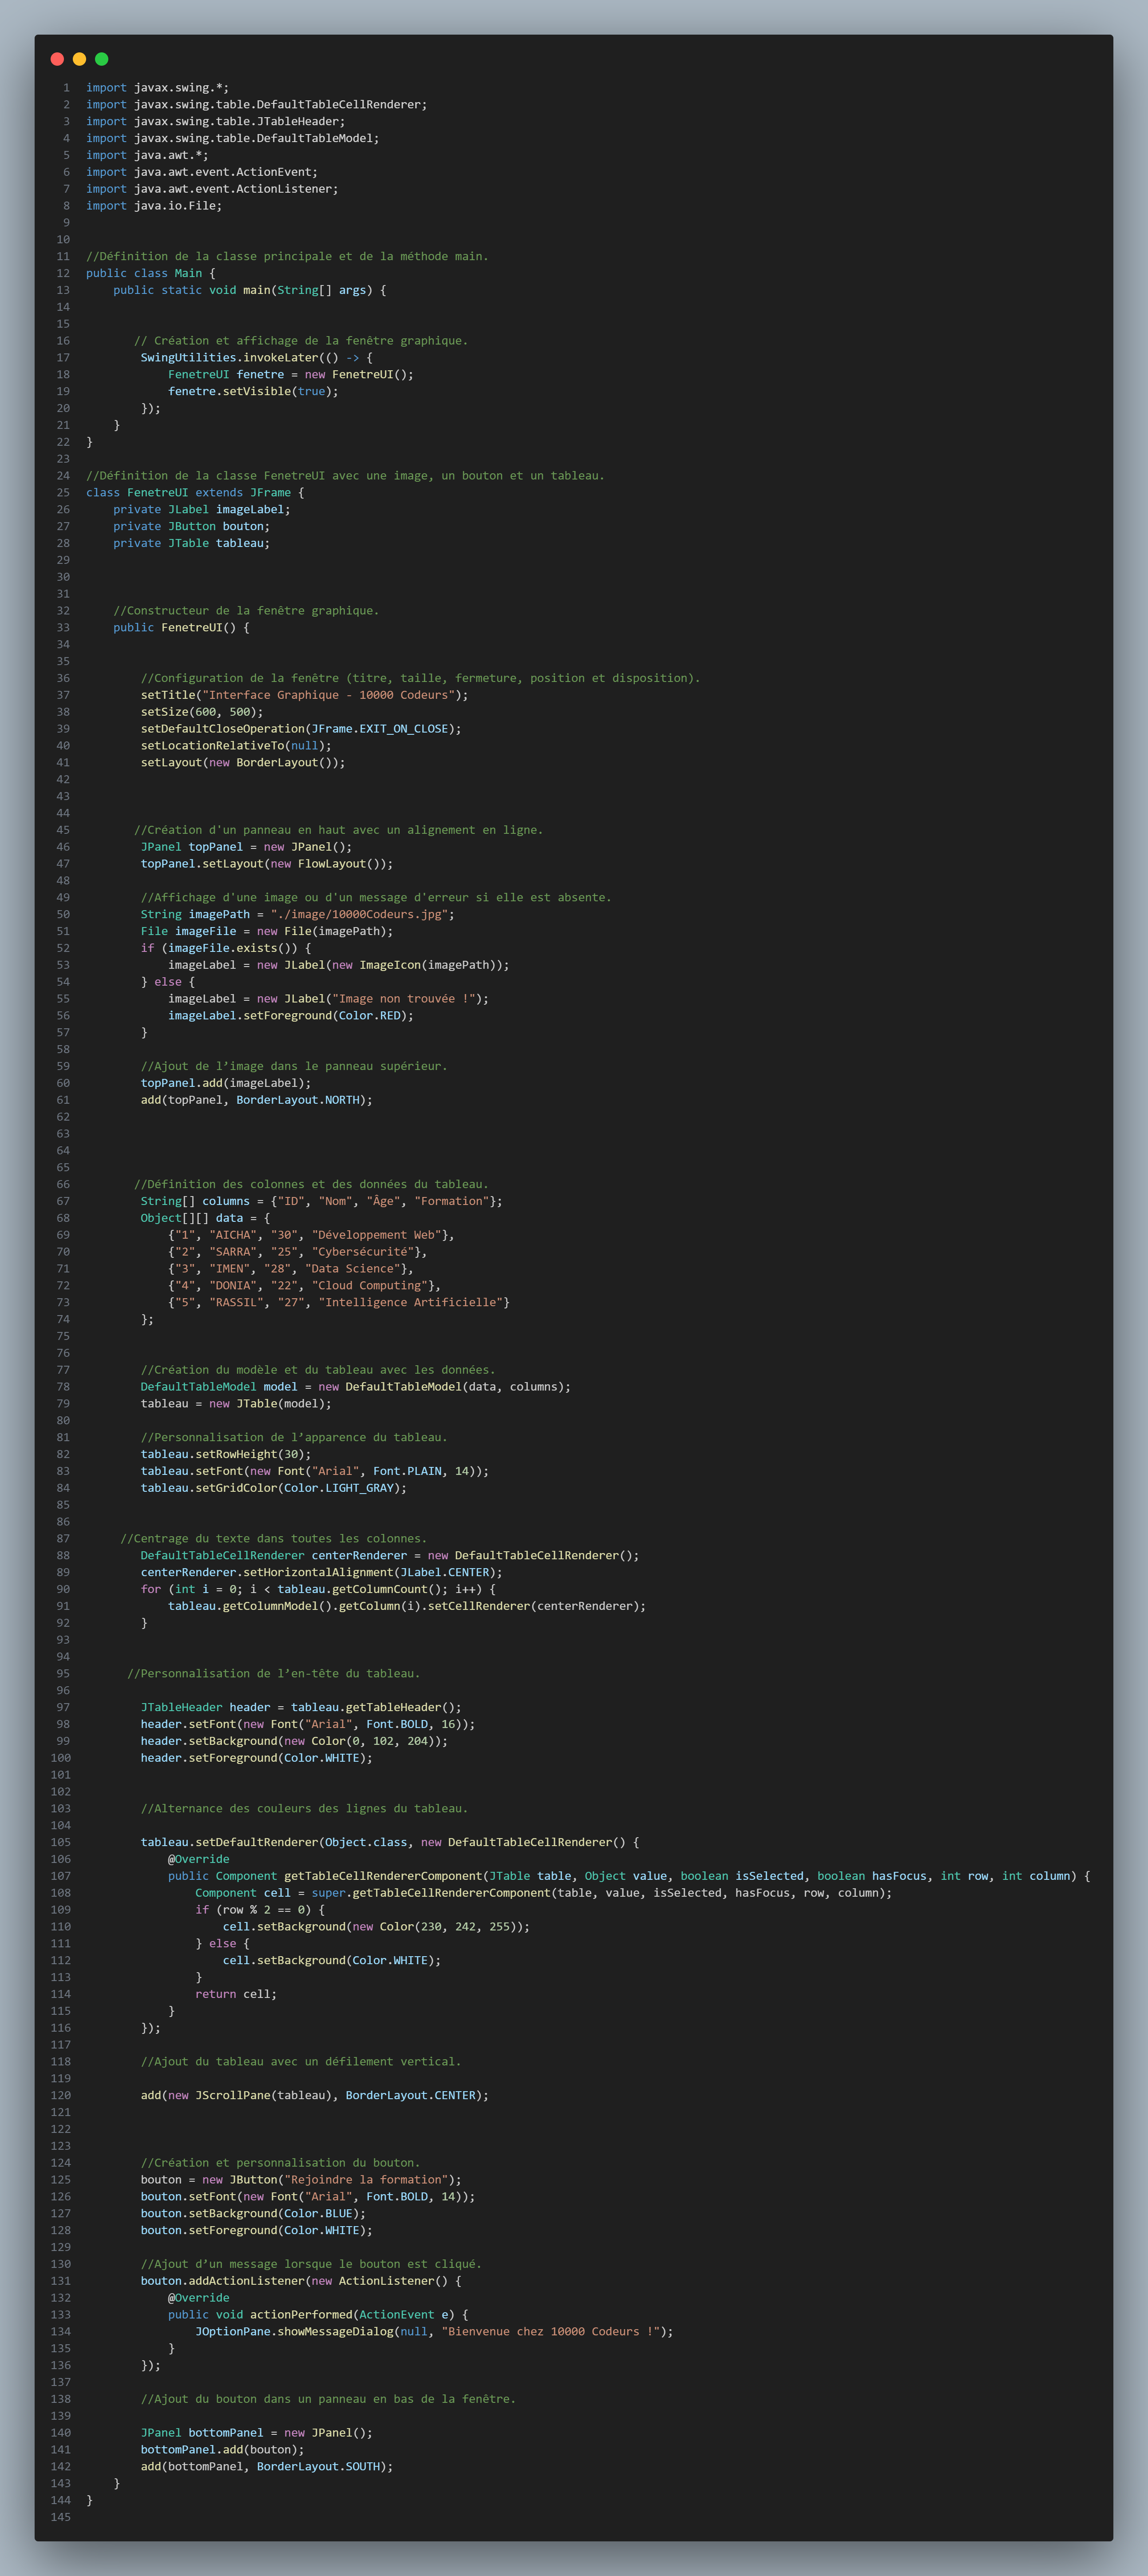 1 import javax.swing.*;
2 import javax.swing.table.DefaultTableCellRenderer;
3 import javax.swing.table.JTableHeader;
4 import javax.swing.table.DefaultTableModel;
5 import java.awt.*;
6 import java.awt.event.ActionEvent;
7 import java.awt.event.ActionListener;
8 import java.io.File;
9
10
11 //Définition de la classe principale et de la méthode main.
12 public class Main {
13     public static void main(String[] args) {
14
15
16        // Création et affichage de la fenêtre graphique.
17         SwingUtilities.invokeLater(() -> {
18             FenetreUI fenetre = new FenetreUI();
19             fenetre.setVisible(true);
20         });
21     }
22 }
23
24 //Définition de la classe FenetreUI avec une image, un bouton et un tableau.
25 class FenetreUI extends JFrame {
26     private JLabel imageLabel;
27     private JButton bouton;
28     private JTable tableau;
29
30
31
32     //Constructeur de la fenêtre graphique.
33     public FenetreUI() {
34
35
36         //Configuration de la fenêtre (titre, taille, fermeture, position et disposition).
37         setTitle("Interface Graphique - 10000 Codeurs");
38         setSize(600, 500);
39         setDefaultCloseOperation(JFrame.EXIT_ON_CLOSE);
40         setLocationRelativeTo(null);
41         setLayout(new BorderLayout());
42
43
44
45        //Création d'un panneau en haut avec un alignement en ligne.
46         JPanel topPanel = new JPanel();
47         topPanel.setLayout(new FlowLayout());
48
49         //Affichage d'une image ou d'un message d'erreur si elle est absente.
50         String imagePath = "./image/10000Codeurs.jpg";
51         File imageFile = new File(imagePath);
52         if (imageFile.exists()) {
53             imageLabel = new JLabel(new ImageIcon(imagePath));
54         } else {
55             imageLabel = new JLabel("Image non trouvée !");
56             imageLabel.setForeground(Color.RED);
57         }
58
59         //Ajout de l’image dans le panneau supérieur.
60         topPanel.add(imageLabel);
61         add(topPanel, BorderLayout.NORTH);
62
63
64
65
66        //Définition des colonnes et des données du tableau.
67         String[] columns = {"ID", "Nom", "Âge", "Formation"};
68         Object[][] data = {
69             {"1", "AICHA", "30", "Développement Web"},
70             {"2", "SARRA", "25", "Cybersécurité"},
71             {"3", "IMEN", "28", "Data Science"},
72             {"4", "DONIA", "22", "Cloud Computing"},
73             {"5", "RASSIL", "27", "Intelligence Artificielle"}
74         };
75
76
77         //Création du modèle et du tableau avec les données.
78         DefaultTableModel model = new DefaultTableModel(data, columns);
79         tableau = new JTable(model);
80
81         //Personnalisation de l’apparence du tableau.
82         tableau.setRowHeight(30);
83         tableau.setFont(new Font("Arial", Font.PLAIN, 14));
84         tableau.setGridColor(Color.LIGHT_GRAY);
85
86
87      //Centrage du texte dans toutes les colonnes.
88         DefaultTableCellRenderer centerRenderer = new DefaultTableCellRenderer();
89         centerRenderer.setHorizontalAlignment(JLabel.CENTER);
90         for (int i = 0; i < tableau.getColumnCount(); i++) {
91             tableau.getColumnModel().getColumn(i).setCellRenderer(centerRenderer);
92         }
93
94
95       //Personnalisation de l’en-tête du tableau.
96
97         JTableHeader header = tableau.getTableHeader();
98         header.setFont(new Font("Arial", Font.BOLD, 16));
99         header.setBackground(new Color(0, 102, 204));
100         header.setForeground(Color.WHITE);
101
102
103         //Alternance des couleurs des lignes du tableau.
104
105         tableau.setDefaultRenderer(Object.class, new DefaultTableCellRenderer() {
106             @Override
107             public Component getTableCellRendererComponent(JTable table, Object value, boolean isSelected, boolean hasFocus, int row, int column) {
108                 Component cell = super.getTableCellRendererComponent(table, value, isSelected, hasFocus, row, column);
109                 if (row % 2 == 0) {
110                     cell.setBackground(new Color(230, 242, 255));
111                 } else {
112                     cell.setBackground(Color.WHITE);
113                 }
114                 return cell;
115             }
116         });
117
118         //Ajout du tableau avec un défilement vertical.
119
120         add(new JScrollPane(tableau), BorderLayout.CENTER);
121
122
123
124         //Création et personnalisation du bouton.
125         bouton = new JButton("Rejoindre la formation");
126         bouton.setFont(new Font("Arial", Font.BOLD, 14));
127         bouton.setBackground(Color.BLUE);
128         bouton.setForeground(Color.WHITE);
129
130         //Ajout d’un message lorsque le bouton est cliqué.
131         bouton.addActionListener(new ActionListener() {
132             @Override
133             public void actionPerformed(ActionEvent e) {
134                 JOptionPane.showMessageDialog(null, "Bienvenue chez 10000 Codeurs !");
135             }
136         });
137
138         //Ajout du bouton dans un panneau en bas de la fenêtre.
139
140         JPanel bottomPanel = new JPanel();
141         bottomPanel.add(bouton);
142         add(bottomPanel, BorderLayout.SOUTH);
143     }
144 }
145